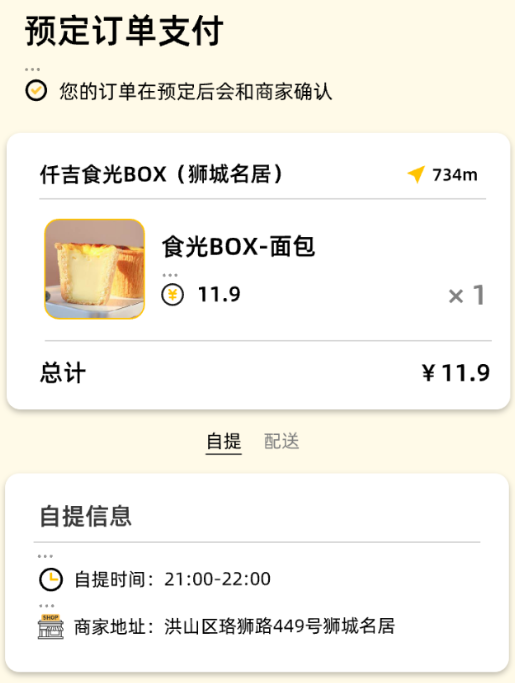 预定订单支付
您的订单在预定后会和商家确认
仟吉食光BOX（狮城名居） 734m
食光BOX-面包
¥ 11.9 × 1
总计 ¥ 11.9
自提 配送
自提信息
自提时间：21:00-22:00
SHOP 商家地址：洪山区珞狮路449号狮城名居